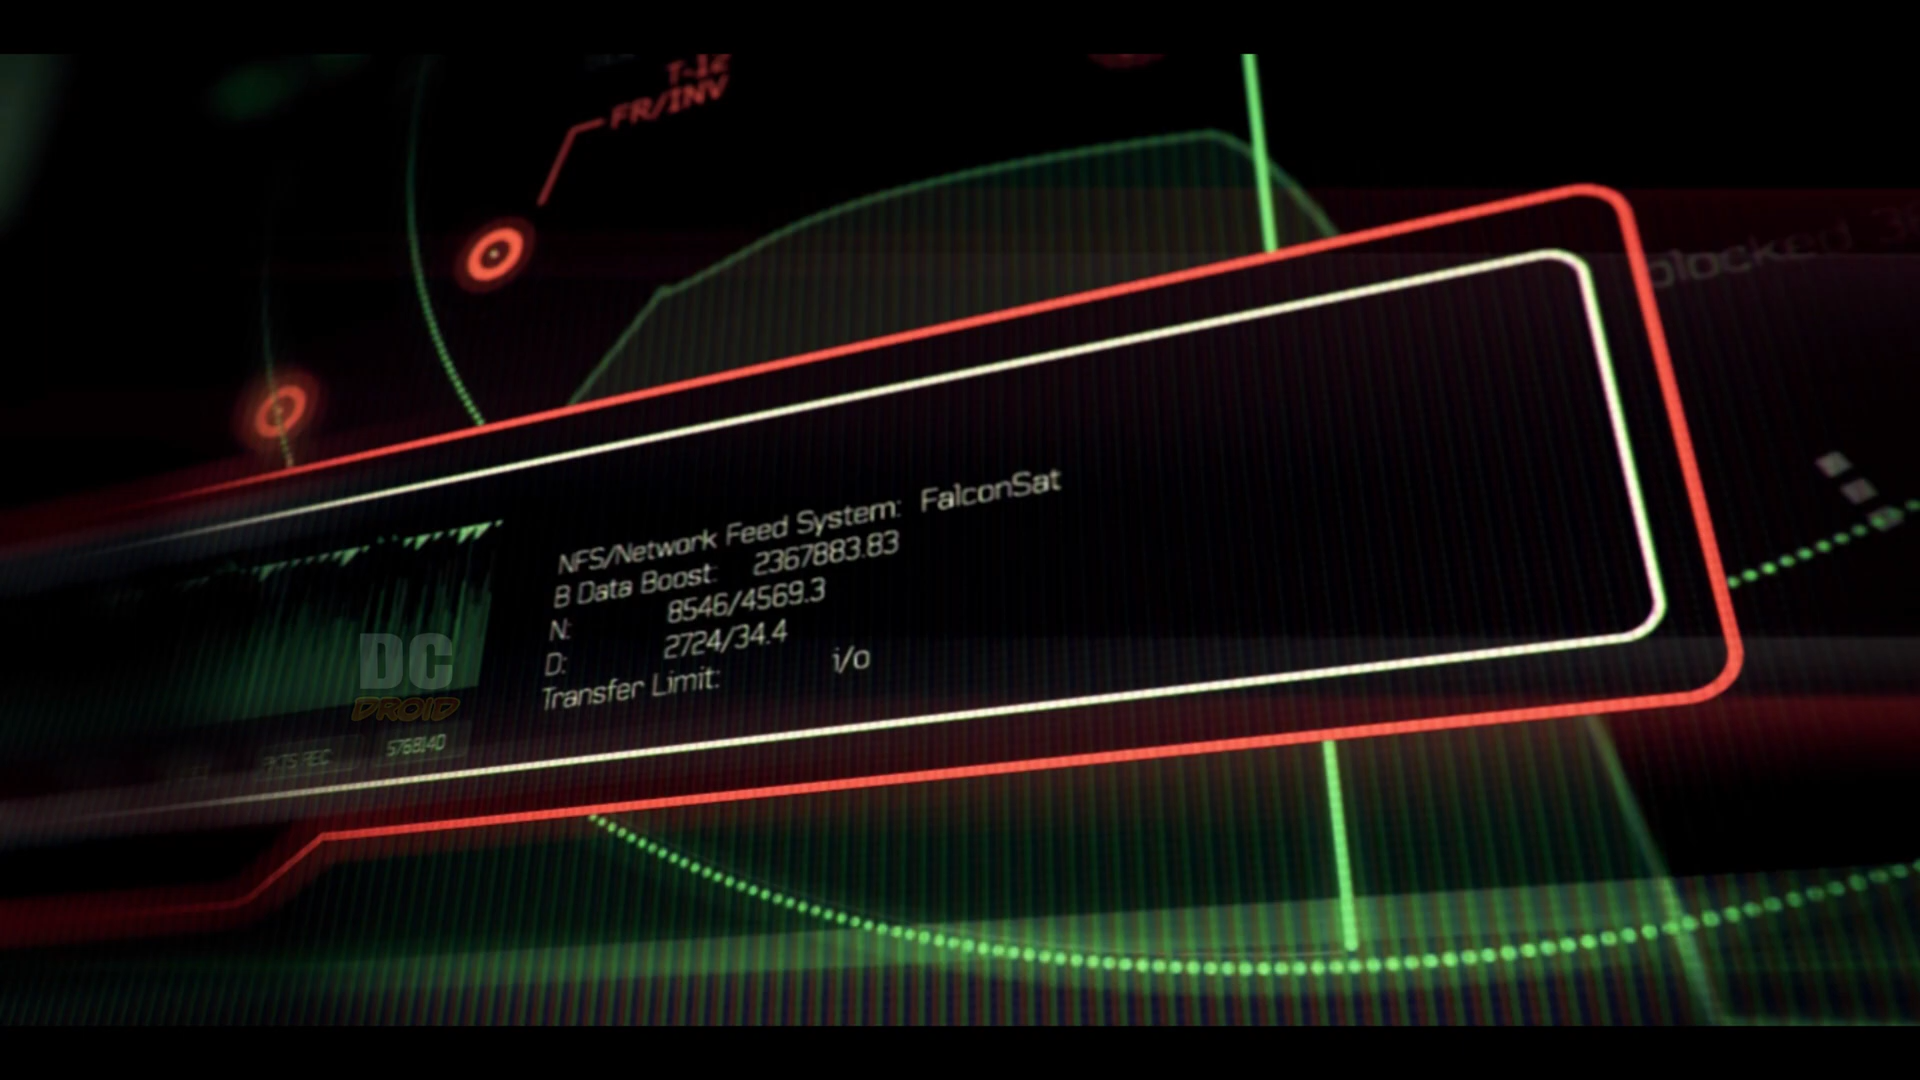 T-12
FR/INV
blocked
NFS/Network Feed System: FalconSat
B Data Boost: 2367883.83
N: 8546/4569.3
D: 2724/34.4
Transfer Limit: i/o
DC
DROID
PKTS REC
576814D